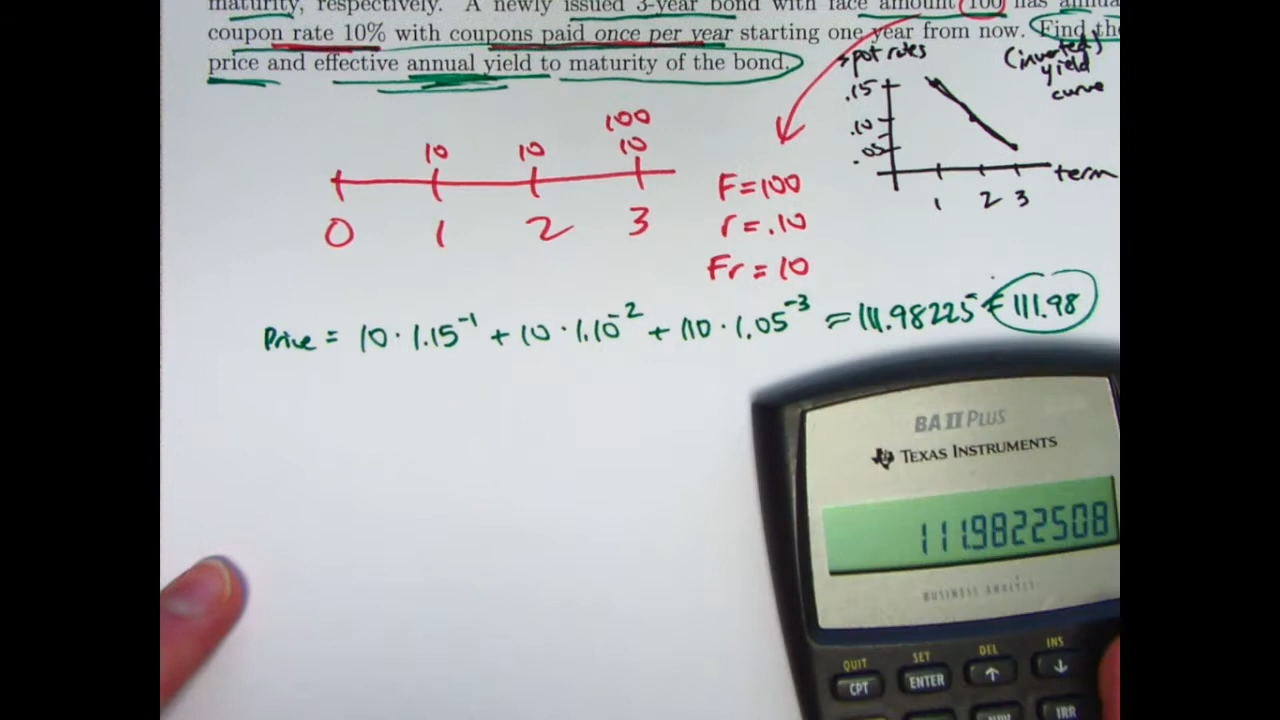 maturity, respectively. A newly issued 3-year bond with face amount 100 has annua
coupon rate 10% with coupons paid once per year starting one year from now. Find the
price and effective annual yield to maturity of the bond.
spot rates
(inverted)
yield
curve
.15
.10
.05
1 2 3
term
100
10 10 10
0 1 2 3
F = 100
r = .10
Fr = 10
Price = 10 · 1.15⁻¹ + 10 · 1.10⁻² + 110 · 1.05⁻³ = 111.98225 = 111.98
BA II PLUS
TEXAS INSTRUMENTS
111.9822508
BUSINESS ANALYST
QUIT SET DEL INS
CPT ENTER ↑ ↓
IRR